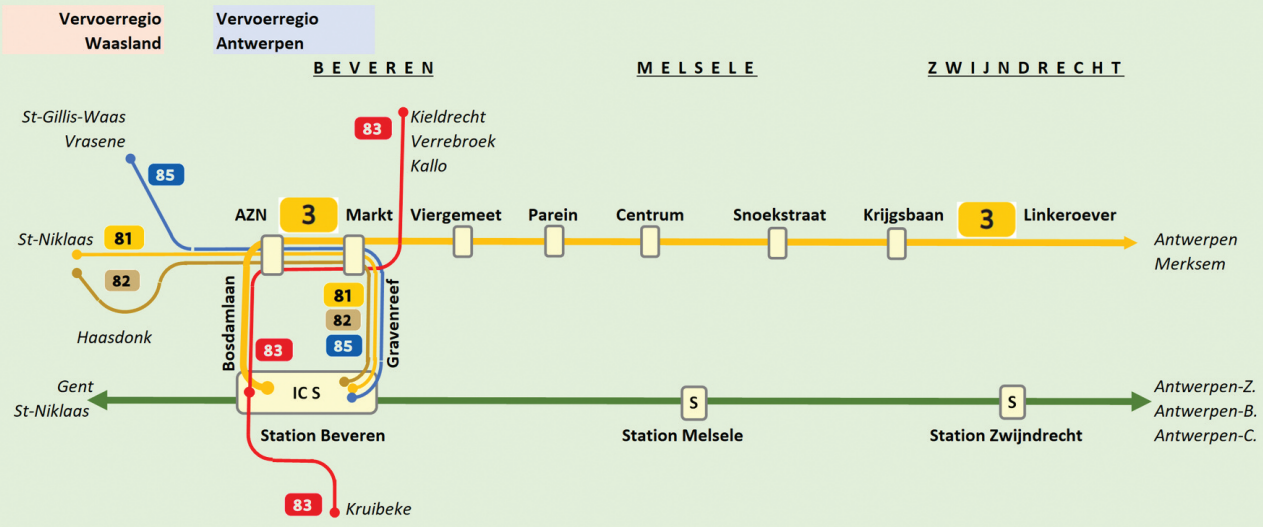 Vervoerregio
Waasland
Vervoerregio
Antwerpen
BEVEREN
MELSELE
ZWIJNDRECHT
St-Gillis-Waas
Vrasene
85
83
Kieldrecht
Verrebroek
Kallo
AZN
3
Markt
Viergemeet
Parein
Centrum
Snoekstraat
Krijgsbaan
3
Linkeroever
St-Niklaas
81
82
Haasdonk
Antwerpen
Merksem
Bosdamlaan
81
82
85
Gravenreef
83
IC S
S
S
Gent
St-Niklaas
Antwerpen-Z.
Antwerpen-B.
Antwerpen-C.
Station Beveren
Station Melsele
Station Zwijndrecht
83
Kruibeke